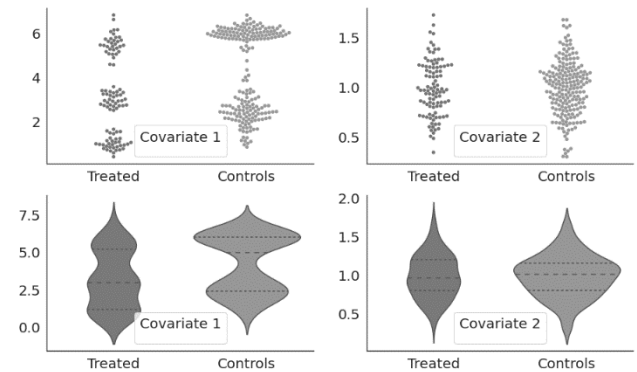 6
4
2
Covariate 1
Treated
Controls
1.5
1.0
0.5
Covariate 2
Treated
Controls
7.5
5.0
2.5
0.0
Covariate 1
Treated
Controls
2.0
1.5
1.0
0.5
Covariate 2
Treated
Controls